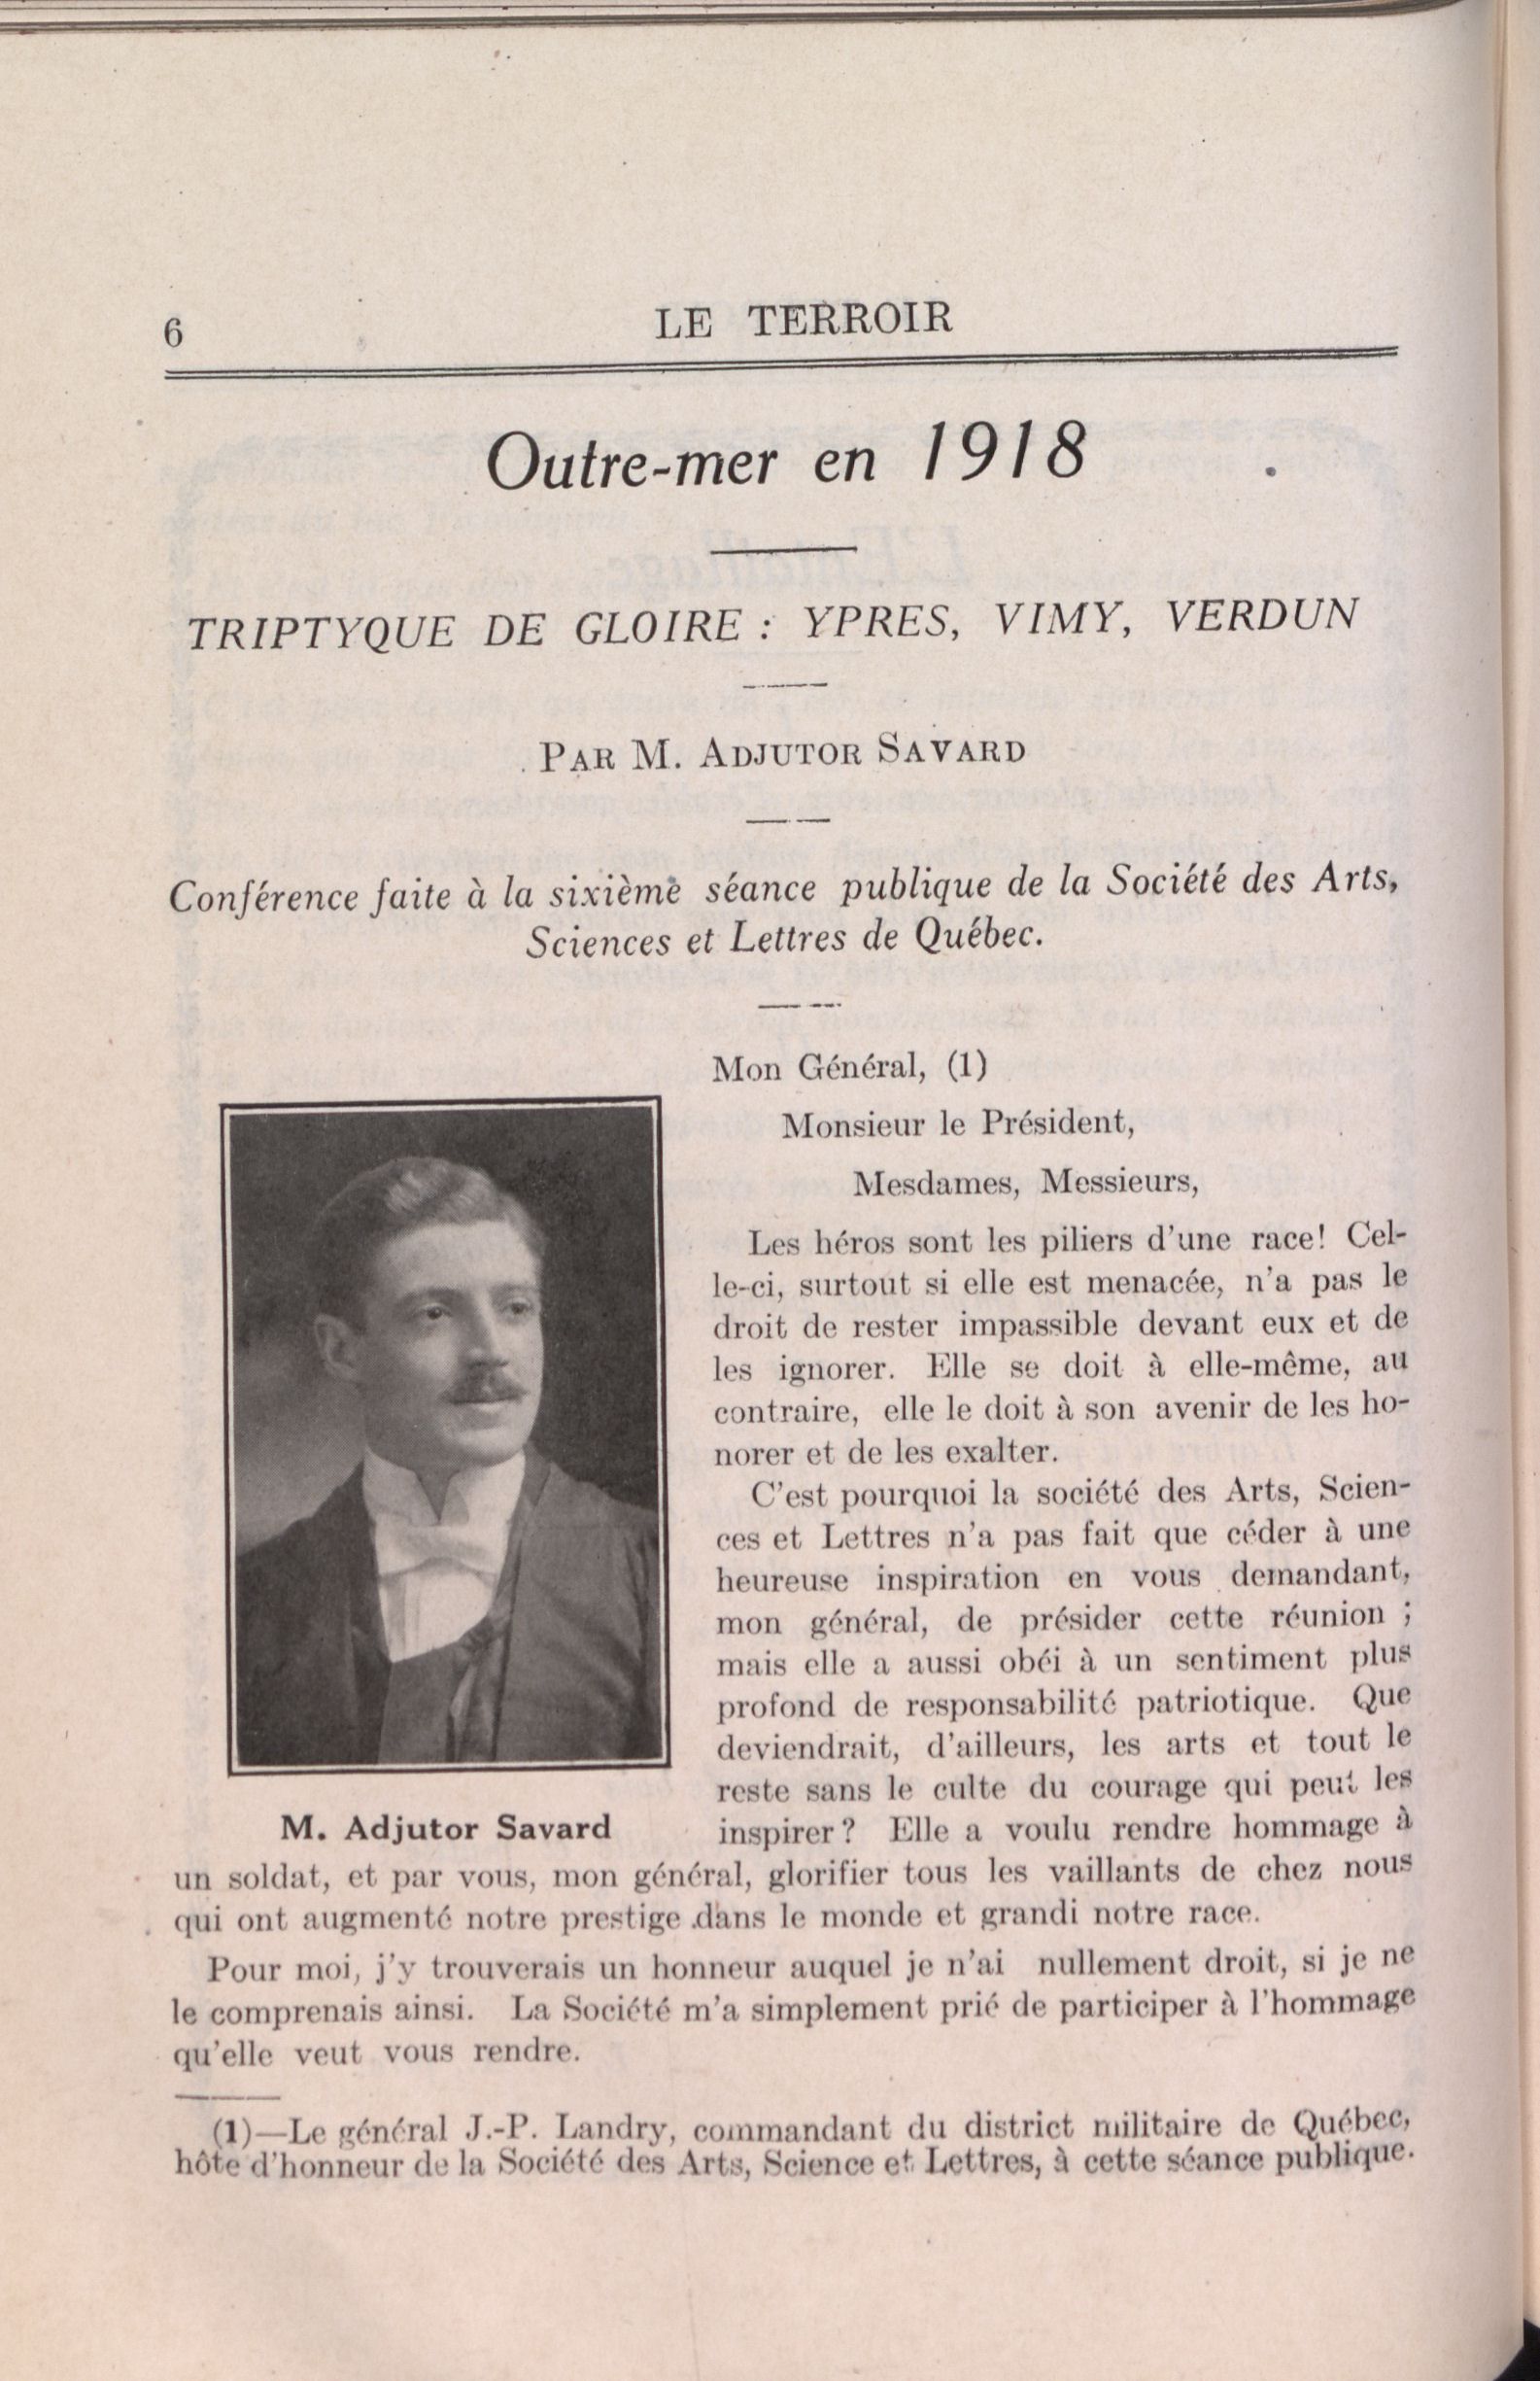 6
LE TERROIR
Outre-mer en 1918
TRIPTYQUE DE GLOIRE : YPRES, VIMY, VERDUN
PAR M. ADJUTOR SAVARD
Conférence faite à la sixième séance publique de la Société des Arts,
Sciences et Lettres de Québec.
Mon Général, (1)
Monsieur le Président,
Mesdames, Messieurs,
Les héros sont les piliers d'une race! Cel-
le-ci, surtout si elle est menacée, n'a pas le
droit de rester impassible devant eux et de
les ignorer. Elle se doit à elle-même, au
contraire, elle le doit à son avenir de les ho-
norer et de les exalter.
C'est pourquoi la société des Arts, Scien-
ces et Lettres n'a pas fait que céder à une
heureuse inspiration en vous demandant,
mon général, de présider cette réunion ;
mais elle a aussi obéi à un sentiment plus
profond de responsabilité patriotique. Que
deviendrait, d'ailleurs, les arts et tout le
reste sans le culte du courage qui peut les
inspirer ? Elle a voulu rendre hommage à
M. Adjutor Savard
un soldat, et par vous, mon général, glorifier tous les vaillants de chez nous
qui ont augmenté notre prestige dans le monde et grandi notre race.
Pour moi, j'y trouverais un honneur auquel je n'ai nullement droit, si je ne
le comprenais ainsi. La Société m'a simplement prié de participer à l'hommage
qu'elle veut vous rendre.
(1)—Le général J.-P. Landry, commandant du district militaire de Québec,
hôte d'honneur de la Société des Arts, Science et Lettres, à cette séance publique.